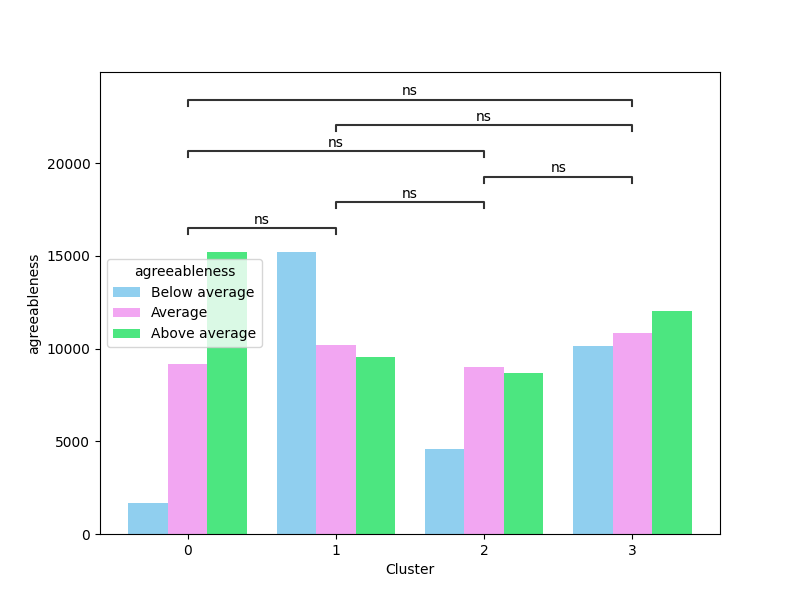 ns
ns
ns
ns
ns
ns
20000
15000
10000
5000
0
agreeableness
agreeableness
Below average
Average
Above average
0 1 2 3
Cluster